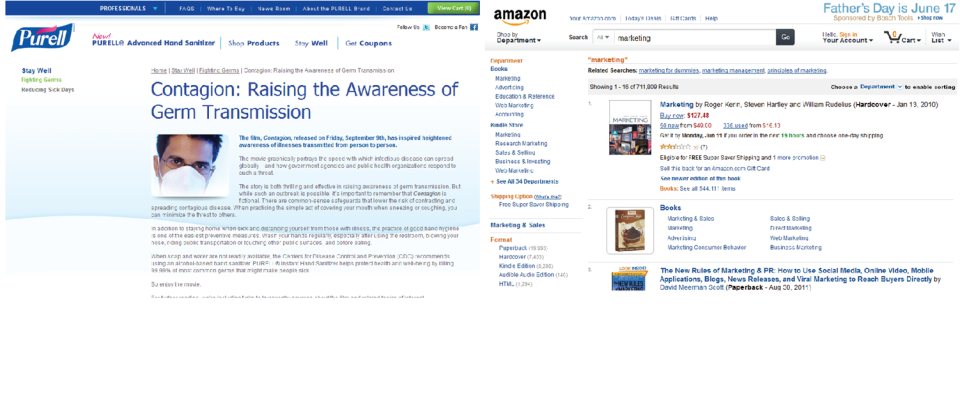 PROFESSIONALS
FAQS | Where To Buy | News Room | About the PURELL Brand | Contact Us
View Cart (0)
Follow Us
Become a Fan
Purell
New!
PURELL® Advanced Hand Sanitizer
Shop Products
Stay Well
Get Coupons
Stay Well
Fighting Germs
Reducing Sick Days
Home | Stay Well | Fighting Germs | Contagion: Raising the Awareness of Germ Transmission
Contagion: Raising the Awareness of
Germ Transmission
The film, Contagion, released on Friday, September 9th, has inspired heightened
awareness of illnesses transmitted from person to person.
The movie graphically portrays the speed with which infectious disease can spread
globally and how government agencies and public health organizations respond to
such a threat.
The story is both thrilling and effective in raising awareness of germ transmission. But
while such an outbreak is possible, it's important to remember that Contagion is
fictional. There are common-sense safeguards that lower the risk of contracting and
spreading contagious disease. When practicing the simple act of covering your mouth when sneezing or coughing, you
can minimize the threat to others.
In addition to staying home when sick and distancing yourself from those with illness, the practice of good hand hygiene
is one of the easiest preventive measures. Wash your hands regularly, especially after using the restroom, blowing your
nose, riding public transportation or touching other public surfaces, and before eating.
When soap and water are not readily available, the Centers for Disease Control and Prevention (CDC) recommends
using an alcohol-based hand sanitizer. PURELL® Instant Hand Sanitizer helps protect health and well-being by killing
99.99% of most common germs that might make people sick.
So enjoy the movie.
amazon
Your Amazon.com | Today's Deals | Gift Cards | Help
Father's Day is June 17
Sponsored by Bosch Tools
Shop now
Shop by
Department
Search
All
marketing
Go
Hello, Sign in
Your Account
0
Cart
Wish
List
Department
Books
Marketing
Advertising
Education & Reference
Web Marketing
Accounting
Kindle Store
Marketing
Research Marketing
Sales & Selling
Business & Investing
Web Marketing
+ See All 34 Departments
Shipping Option (What's this?)
Free Super Saver Shipping
Marketing & Sales
Format
Paperback
Hardcover
Kindle Edition
Audible Audio Edition
HTML
"marketing"
Related Searches: marketing for dummies, marketing management, principles of marketing.
Showing 1 - 16 of 711,809 Results
Choose a Department to enable sorting
1.
MARKETING
Marketing by Roger Kerin, Steven Hartley and William Rudelius (Hardcover - Jan 13, 2010)
Buy new: $127.48
from $49.00
used from
Get it by Monday, Jun 11 if you order in the next 19 hours and choose one-day shipping.
Eligible for FREE Super Saver Shipping and 1 more promotion
Sell this back for an Amazon.com Gift Card
See newer edition of this book
Books: See all 544,111 items
2.
Books
Marketing & Sales
Sales & Selling
Marketing
Direct Marketing
Advertising
Web Marketing
Marketing Consumer Behavior
Business Marketing
3.
LOOK INSIDE!
NEW RULES
The New Rules of Marketing & PR: How to Use Social Media, Online Video, Mobile
Applications, Blogs, News Releases, and Viral Marketing to Reach Buyers Directly by
David Meerman Scott (Paperback - Aug 30, 2011)